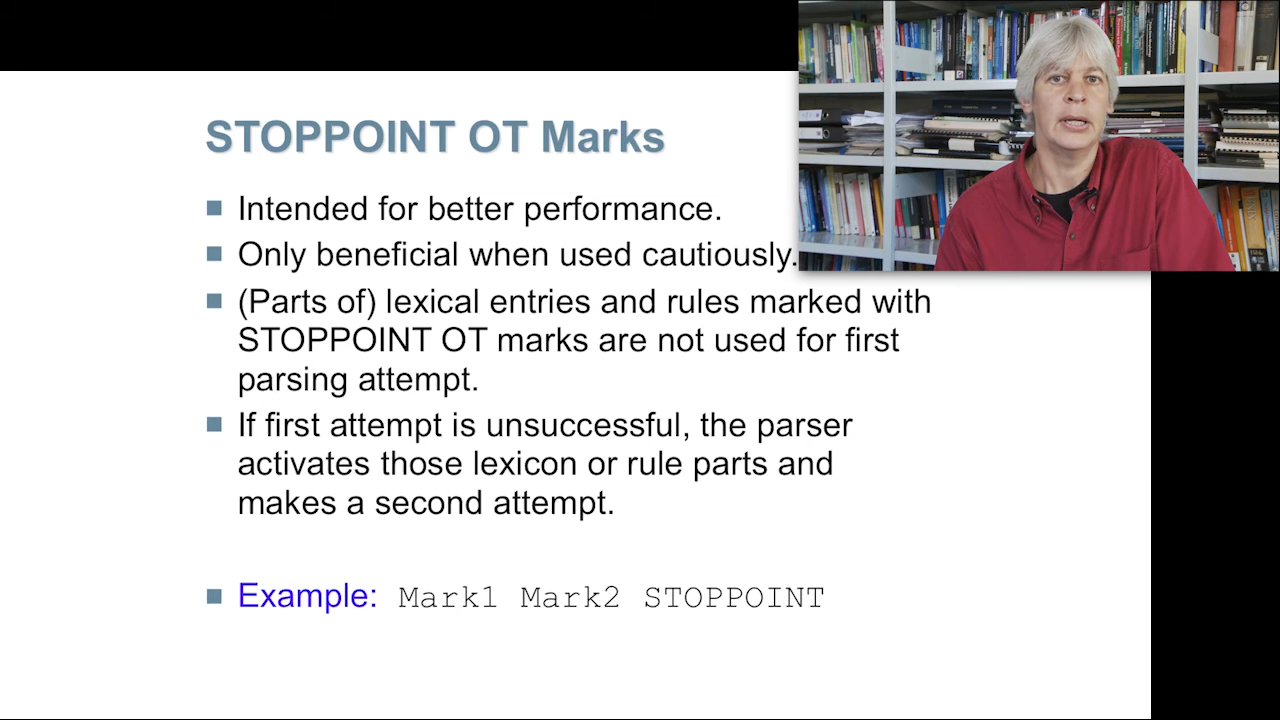 STOPPOINT OT Marks
Intended for better performance.
Only beneficial when used cautiously.
(Parts of) lexical entries and rules marked with
STOPPOINT OT marks are not used for first
parsing attempt.
If first attempt is unsuccessful, the parser
activates those lexicon or rule parts and
makes a second attempt.
Example: Mark1 Mark2 STOPPOINT